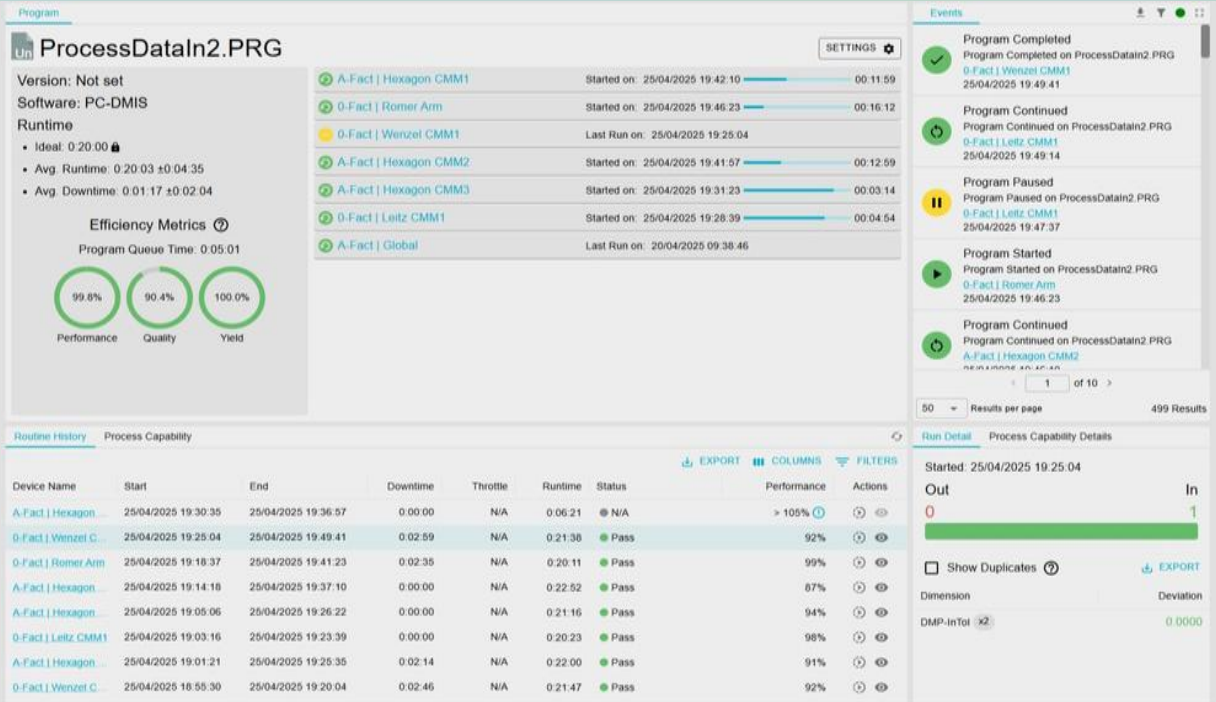 Program
Un ProcessDataIn2.PRG
SETTINGS
Version: Not set
Software: PC-DMIS
Runtime
• Ideal: 0:20:00
• Avg. Runtime: 0:20:03 ±0:04:35
• Avg. Downtime: 0:01:17 ±0:02:04
Efficiency Metrics ?
Program Queue Time: 0:05:01
99.8% 90.4% 100.0%
Performance Quality Yield
A-Fact | Hexagon CMM1 Started on: 25/04/2025 19:42:10 00:11:59
0-Fact | Romer Arm Started on: 25/04/2025 19:46:23 00:16:12
0-Fact | Wenzel CMM1 Last Run on: 25/04/2025 19:25:04
A-Fact | Hexagon CMM2 Started on: 25/04/2025 19:41:57 00:12:59
A-Fact | Hexagon CMM3 Started on: 25/04/2025 19:31:23 00:03:14
0-Fact | Leitz CMM1 Started on: 25/04/2025 19:28:39 00:04:54
A-Fact | Global Last Run on: 20/04/2025 09:38:46
Events
Program Completed
Program Completed on ProcessDataIn2.PRG
0-Fact | Wenzel CMM1
25/04/2025 19:49:41
Program Continued
Program Continued on ProcessDataIn2.PRG
0-Fact | Leitz CMM1
25/04/2025 19:49:14
Program Paused
Program Paused on ProcessDataIn2.PRG
0-Fact | Leitz CMM1
25/04/2025 19:47:37
Program Started
Program Started on ProcessDataIn2.PRG
0-Fact | Romer Arm
25/04/2025 19:46:23
Program Continued
Program Continued on ProcessDataIn2.PRG
A-Fact | Hexagon CMM2
< 1 of 10 >
50 Results per page 499 Results
Routine History Process Capability
EXPORT COLUMNS FILTERS
Device Name Start End Downtime Throttle Runtime Status Performance Actions
A-Fact | Hexagon ... 25/04/2025 19:30:35 25/04/2025 19:36:57 0:00:00 N/A 0:06:21 N/A > 105%
0-Fact | Wenzel C... 25/04/2025 19:25:04 25/04/2025 19:49:41 0:02:59 N/A 0:21:38 Pass 92%
0-Fact | Romer Arm 25/04/2025 19:18:37 25/04/2025 19:41:23 0:02:35 N/A 0:20:11 Pass 99%
A-Fact | Hexagon ... 25/04/2025 19:14:18 25/04/2025 19:37:10 0:00:00 N/A 0:22:52 Pass 87%
A-Fact | Hexagon ... 25/04/2025 19:05:06 25/04/2025 19:26:22 0:00:00 N/A 0:21:16 Pass 94%
0-Fact | Leitz CMM1 25/04/2025 19:03:16 25/04/2025 19:23:39 0:00:00 N/A 0:20:23 Pass 98%
A-Fact | Hexagon ... 25/04/2025 19:01:21 25/04/2025 19:25:35 0:02:14 N/A 0:22:00 Pass 91%
0-Fact | Wenzel C... 25/04/2025 18:55:30 25/04/2025 19:20:04 0:02:46 N/A 0:21:47 Pass 92%
Run Detail Process Capability Details
Started: 25/04/2025 19:25:04
Out In
0 1
Show Duplicates ? EXPORT
Dimension Deviation
DMP-InTol x2 0.0000